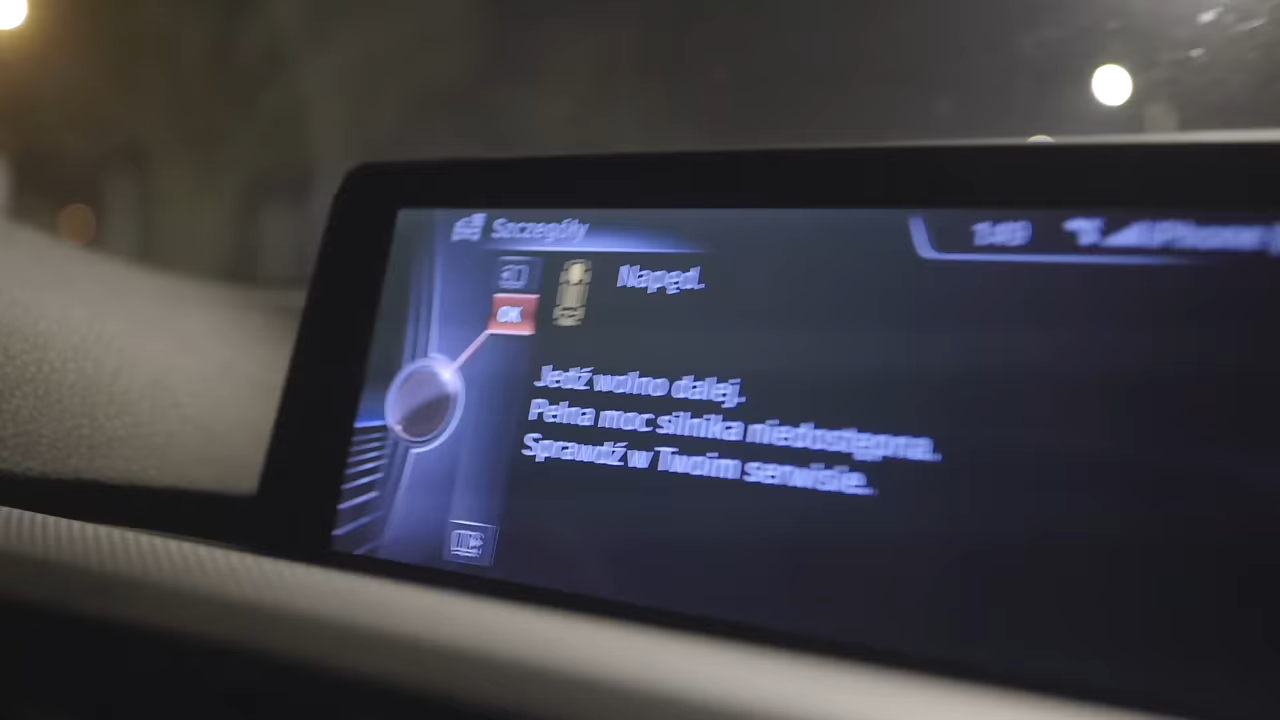 Szczegóły
Napęd.
OK
Jedź wolno dalej.
Pełna moc silnika niedostępna.
Sprawdź w Twoim serwisie.